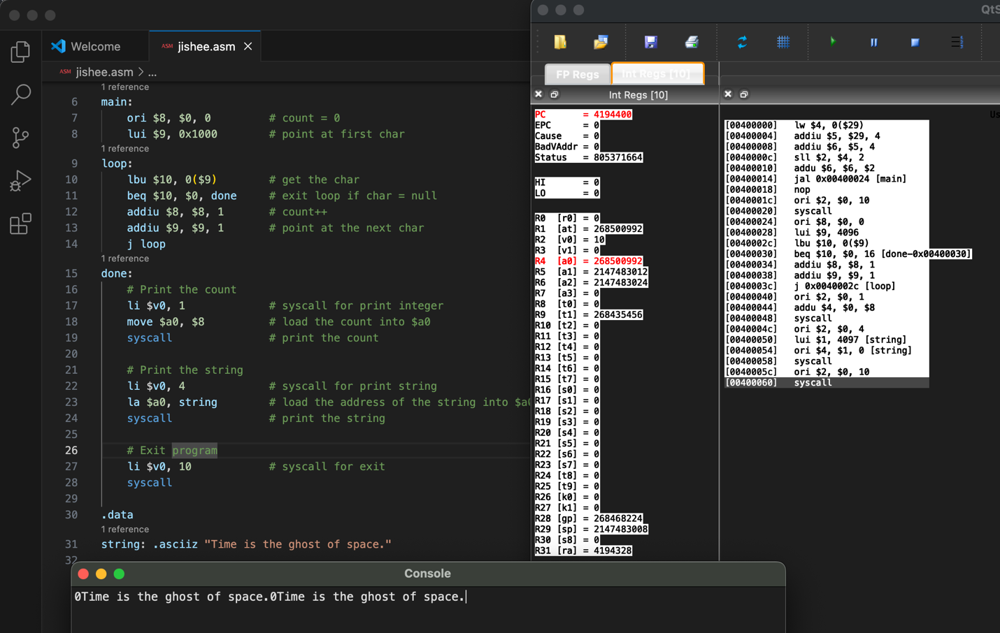 Welcome
ASM jishee.asm
ASM jishee.asm > ...
1 reference
6 main:
7 ori $8, $0, 0 # count = 0
8 lui $9, 0x1000 # point at first char
1 reference
9 loop:
10 lbu $10, 0($9) # get the char
11 beq $10, $0, done # exit loop if char = null
12 addiu $8, $8, 1 # count++
13 addiu $9, $9, 1 # point at the next char
14 j loop
1 reference
15 done:
16 # Print the count
17 li $v0, 1 # syscall for print integer
18 move $a0, $8 # load the count into $a0
19 syscall # print the count
20
21 # Print the string
22 li $v0, 4 # syscall for print string
23 la $a0, string # load the address of the string into $a
24 syscall # print the string
25
26 # Exit program
27 li $v0, 10 # syscall for exit
28 syscall
29
30 .data
1 reference
31 string: .asciiz "Time is the ghost of space."
32
QtS
FP Regs
Int Regs [10]
Int Regs [10]
PC = 4194400
EPC = 0
Cause = 0
BadVAddr = 0
Status = 805371664
HI = 0
LO = 0
R0 [r0] = 0
R1 [at] = 268500992
R2 [v0] = 10
R3 [v1] = 0
R4 [a0] = 268500992
R5 [a1] = 2147483012
R6 [a2] = 2147483024
R7 [a3] = 0
R8 [t0] = 0
R9 [t1] = 268435456
R10 [t2] = 0
R11 [t3] = 0
R12 [t4] = 0
R13 [t5] = 0
R14 [t6] = 0
R15 [t7] = 0
R16 [s0] = 0
R17 [s1] = 0
R18 [s2] = 0
R19 [s3] = 0
R20 [s4] = 0
R21 [s5] = 0
R22 [s6] = 0
R23 [s7] = 0
R24 [t8] = 0
R25 [t9] = 0
R26 [k0] = 0
R27 [k1] = 0
R28 [gp] = 268468224
R29 [sp] = 2147483008
R30 [s8] = 0
R31 [ra] = 4194328
Us
[00400000] lw $4, 0($29)
[00400004] addiu $5, $29, 4
[00400008] addiu $6, $5, 4
[0040000c] sll $2, $4, 2
[00400010] addu $6, $6, $2
[00400014] jal 0x00400024 [main]
[00400018] nop
[0040001c] ori $2, $0, 10
[00400020] syscall
[00400024] ori $8, $0, 0
[00400028] lui $9, 4096
[0040002c] lbu $10, 0($9)
[00400030] beq $10, $0, 16 [done-0x00400030]
[00400034] addiu $8, $8, 1
[00400038] addiu $9, $9, 1
[0040003c] j 0x0040002c [loop]
[00400040] ori $2, $0, 1
[00400044] addu $4, $0, $8
[00400048] syscall
[0040004c] ori $2, $0, 4
[00400050] lui $1, 4097 [string]
[00400054] ori $4, $1, 0 [string]
[00400058] syscall
[0040005c] ori $2, $0, 10
[00400060] syscall
Console
0Time is the ghost of space.0Time is the ghost of space.